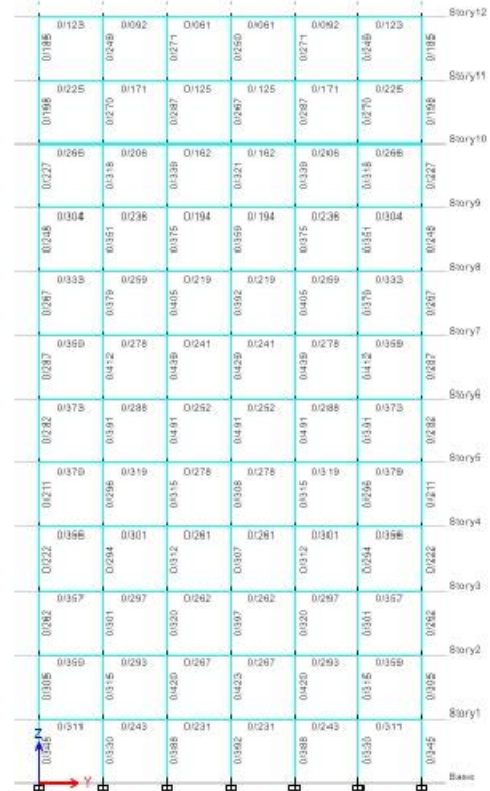 Story12
0/123 0/092 0/061 0/061 0/092 0/123
0/185 0/249 0/271 0/250 0/271 0/249 0/185
Story11
0/225 0/171 0/125 0/125 0/171 0/225
0/198 0/270 0/287 0/267 0/287 0/270 0/198
Story10
0/266 0/206 0/162 0/162 0/206 0/266
0/227 0/318 0/339 0/321 0/339 0/318 0/227
Story9
0/304 0/236 0/194 0/194 0/236 0/304
0/248 0/351 0/375 0/359 0/375 0/351 0/248
Story8
0/333 0/259 0/219 0/219 0/259 0/333
0/267 0/379 0/405 0/392 0/405 0/379 0/267
Story7
0/359 0/278 0/241 0/241 0/278 0/359
0/287 0/412 0/439 0/429 0/439 0/412 0/287
Story6
0/373 0/288 0/252 0/252 0/288 0/373
0/282 0/391 0/491 0/491 0/491 0/391 0/282
Story5
0/379 0/319 0/278 0/278 0/319 0/379
0/211 0/296 0/315 0/308 0/315 0/296 0/211
Story4
0/356 0/301 0/261 0/261 0/301 0/356
0/222 0/294 0/312 0/307 0/312 0/294 0/222
Story3
0/357 0/297 0/262 0/262 0/297 0/357
0/262 0/301 0/320 0/397 0/320 0/301 0/262
Story2
0/359 0/293 0/267 0/267 0/293 0/359
0/305 0/315 0/420 0/423 0/420 0/315 0/305
Story1
0/311 0/243 0/231 0/231 0/243 0/311
Z
0/345 0/330 0/388 0/392 0/388 0/330 0/345
Y
Base